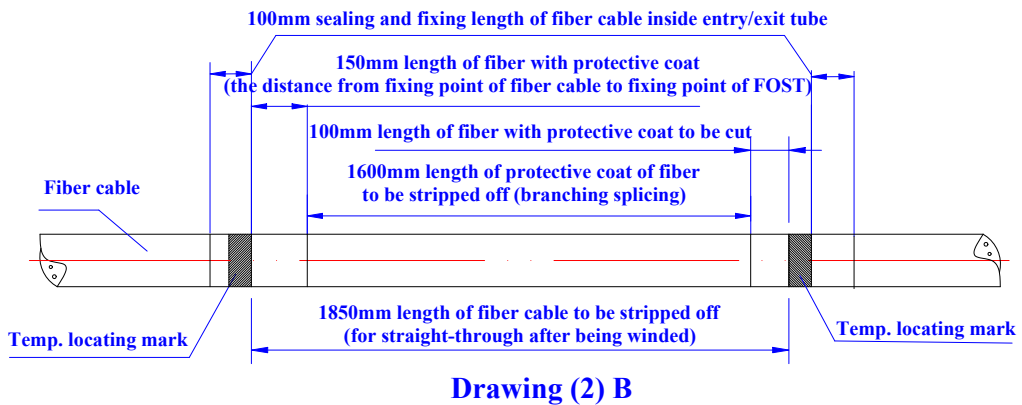 100mm sealing and fixing length of fiber cable inside entry/exit tube
150mm length of fiber with protective coat
(the distance from fixing point of fiber cable to fixing point of FOST)
100mm length of fiber with protective coat to be cut
1600mm length of protective coat of fiber
to be stripped off (branching splicing)
Fiber cable
1850mm length of fiber cable to be stripped off
(for straight-through after being winded)
Temp. locating mark
Temp. locating mark
Drawing (2) B